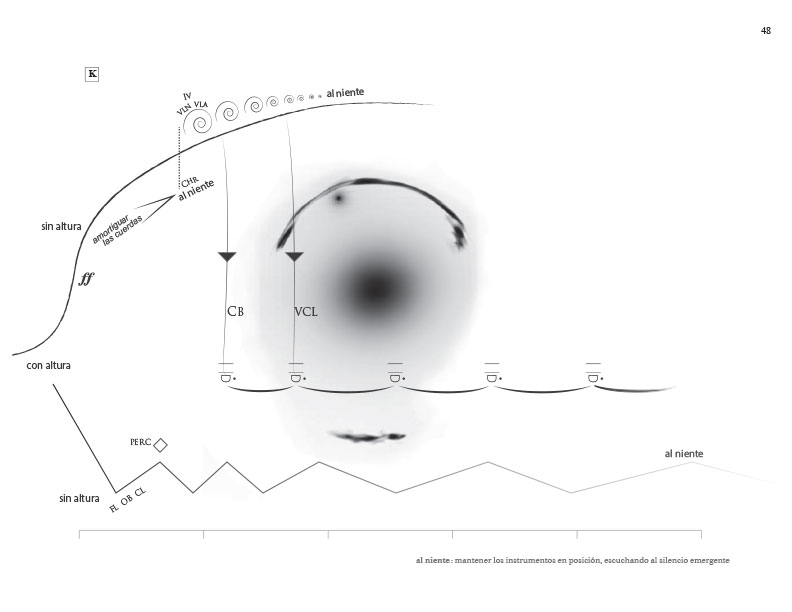 48
K
IV
VLN VLA
al niente
CHR
al niente
amortiguar
las cuerdas
sin altura
ff
CB
VCL
con altura
PERC
al niente
sin altura
FL OB CL
al niente: mantener los instrumentos en posición, escuchando al silencio emergente